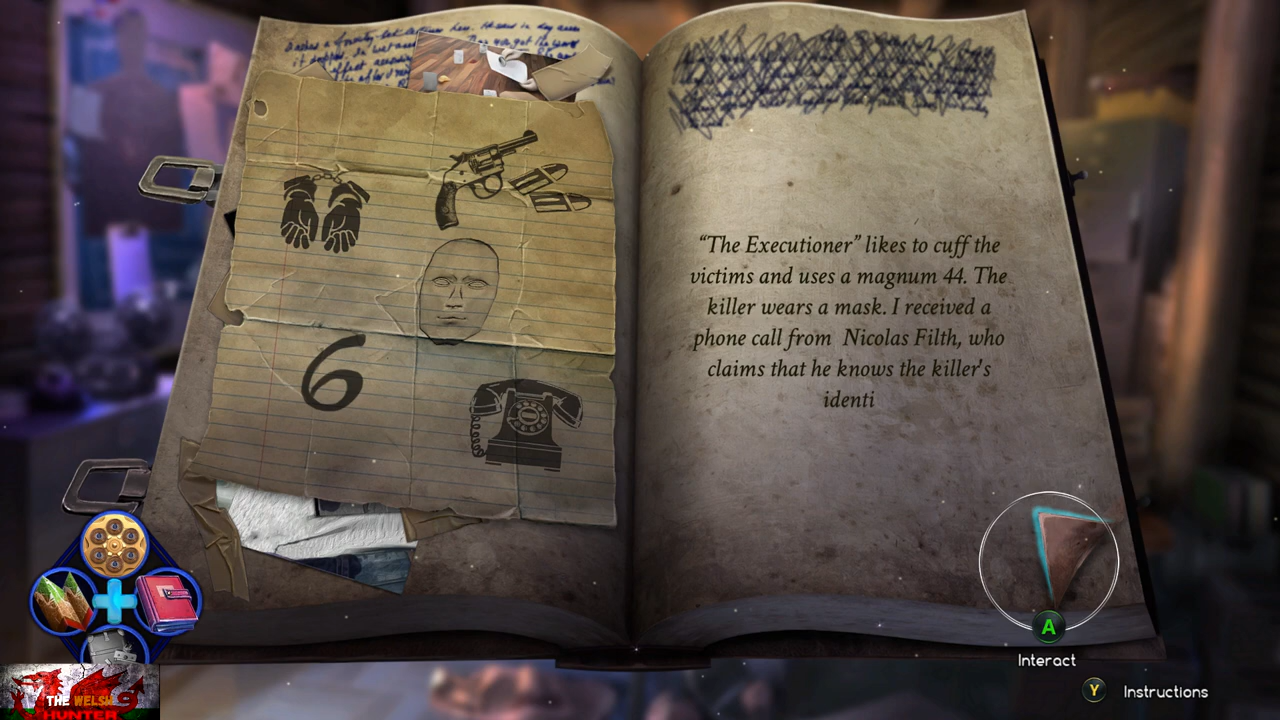 6
“The Executioner” likes to cuff the
victims and uses a magnum 44. The
killer wears a mask. I received a
phone call from Nicolas Filth, who
claims that he knows the killer's
identi
A
Interact
Y Instructions
THE WELSH
HUNTER